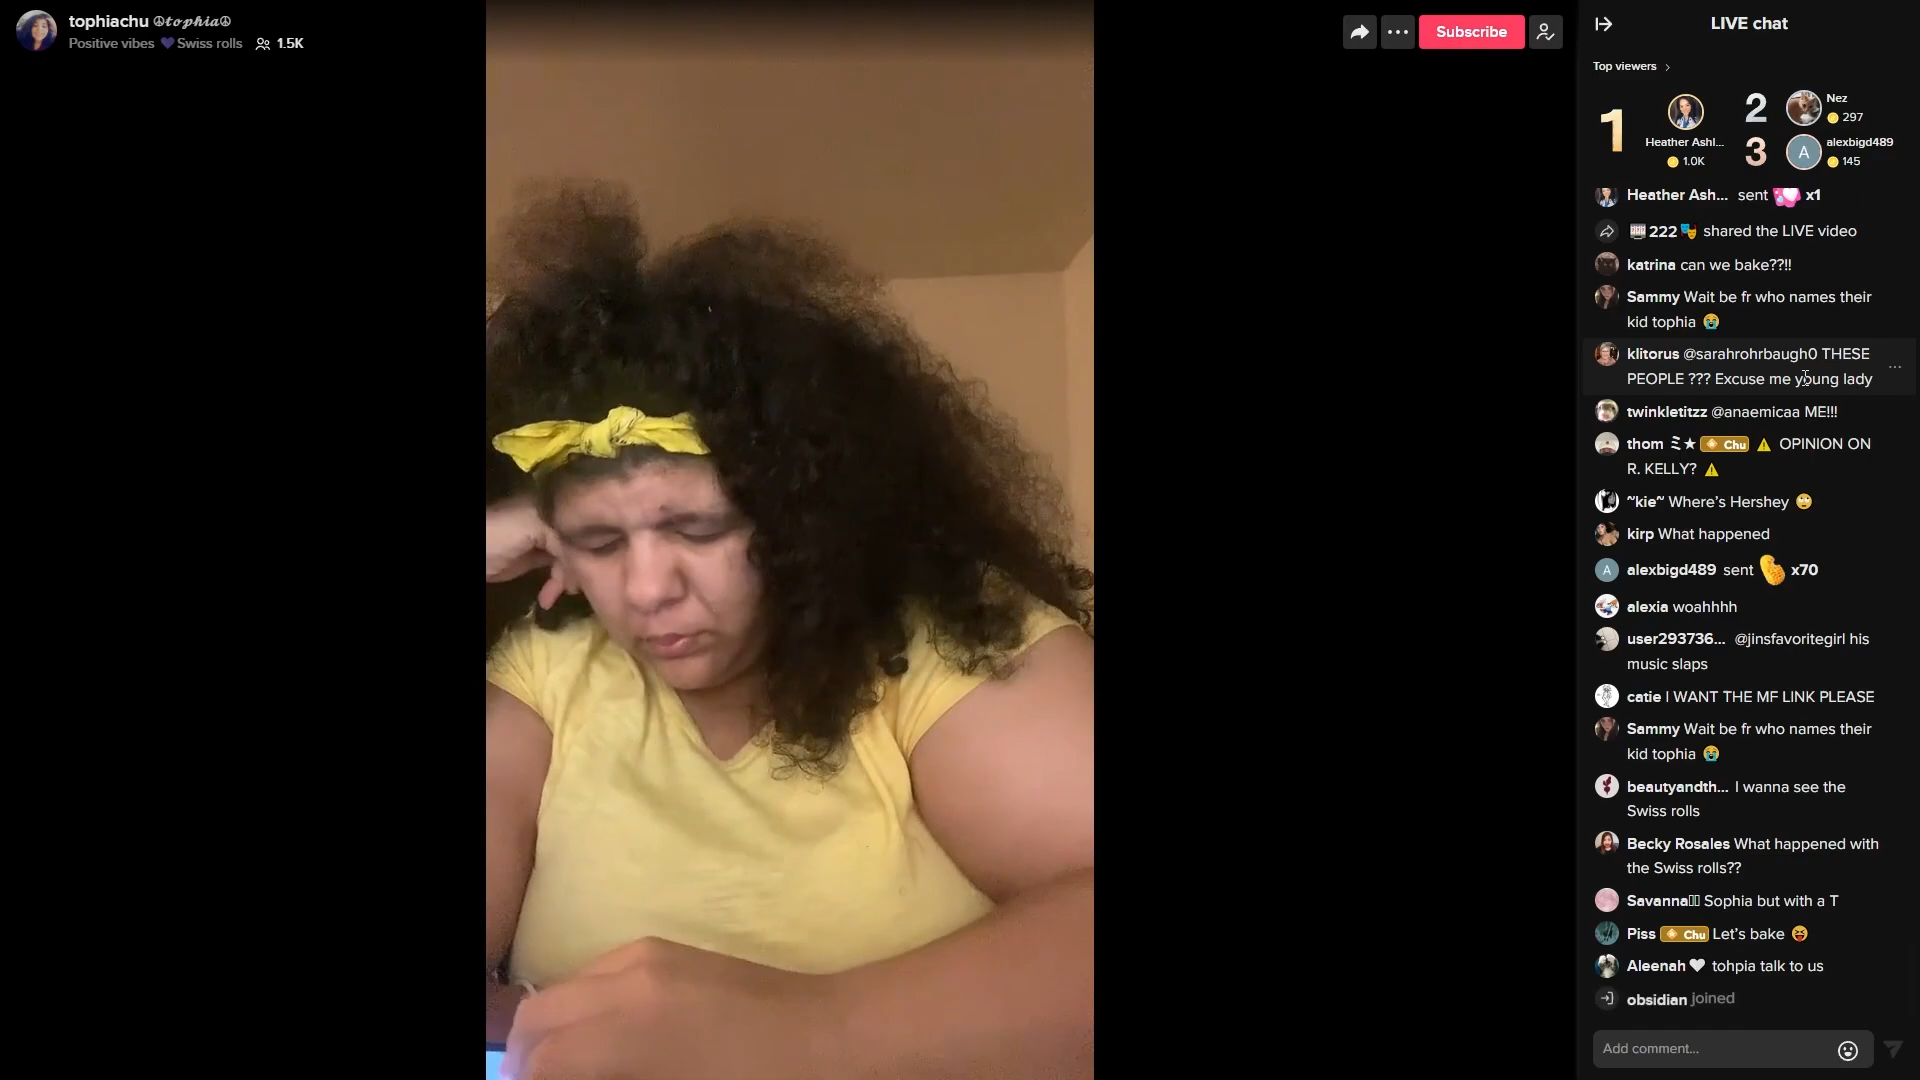 tophiachu ☮𝓽𝓸𝓹𝓱𝓲𝓪☮
Positive vibes 💜Swiss rolls 1.5K
Subscribe
LIVE chat
Top viewers >
1
Heather Ashl...
1.0K
2
Nez
297
3
A
alexbigd489
145
Heather Ash... sent x1
🎰222🎭 shared the LIVE video
katrina can we bake??!!
Sammy Wait be fr who names their
kid tophia 😭
klitorus @sarahrohrbaugh0 THESE
PEOPLE ??? Excuse me young lady
twinkletitzz @anaemicaa ME!!!
thom ミ★ Chu ⚠️ OPINION ON
R. KELLY? ⚠️
~kie~ Where's Hershey 🙄
kirp What happened
A alexbigd489 sent x70
alexia woahhhh
user293736... @jinsfavoritegirl his
music slaps
catie I WANT THE MF LINK PLEASE
Sammy Wait be fr who names their
kid tophia 😭
beautyandth... I wanna see the
Swiss rolls
Becky Rosales What happened with
the Swiss rolls??
Savanna▯▯ Sophia but with a T
Piss Chu Let's bake 😝
Aleenah🤍 tohpia talk to us
obsidian joined
Add comment...